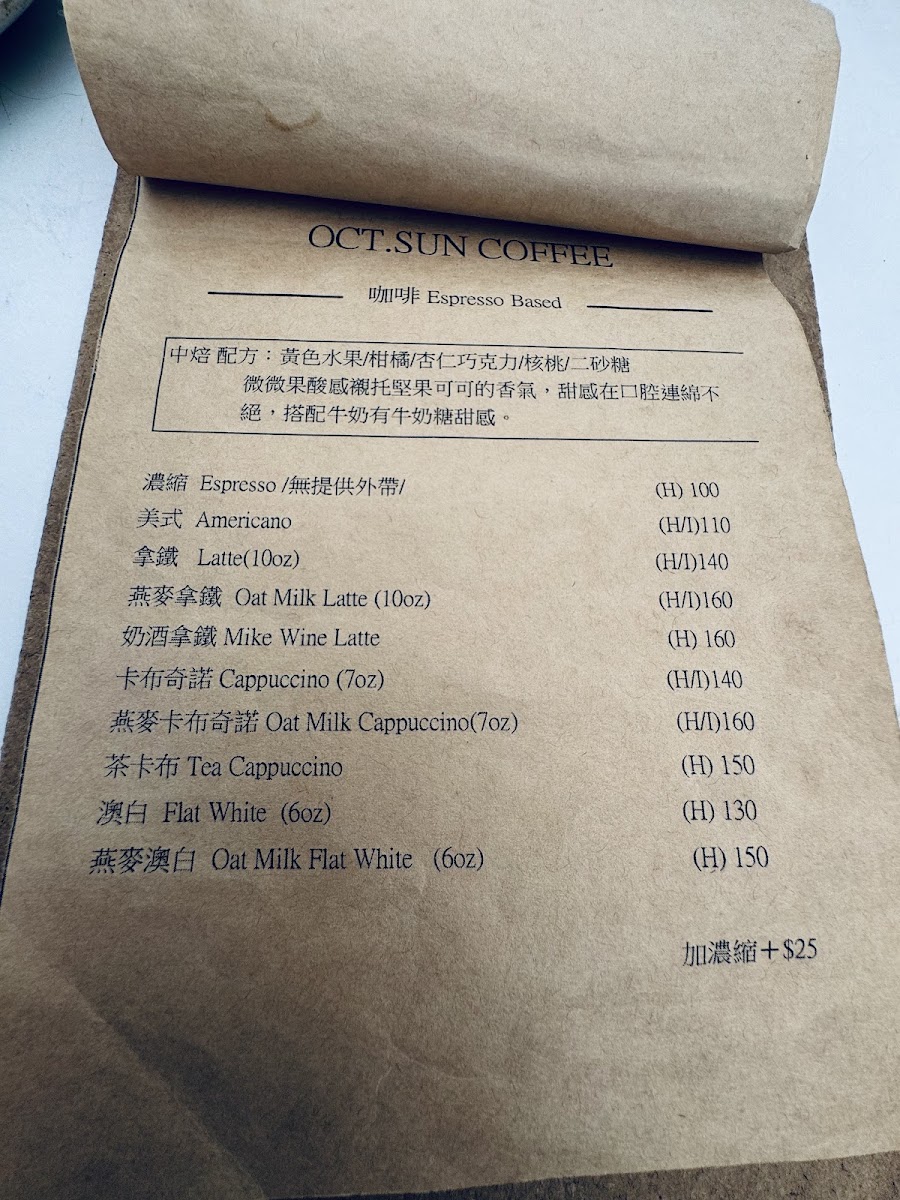 OCT.SUN COFFEE
咖啡 Espresso Based
中焙 配方：黃色水果/柑橘/杏仁巧克力/核桃/二砂糖
微微果酸感襯托堅果可可的香氣，甜感在口腔連綿不
絕，搭配牛奶有牛奶糖甜感。
濃縮 Espresso /無提供外帶/ (H) 100
美式 Americano (H/I)110
拿鐵 Latte(10oz) (H/I)140
燕麥拿鐵 Oat Milk Latte (10oz) (H/I)160
奶酒拿鐵 Mike Wine Latte (H) 160
卡布奇諾 Cappuccino (7oz) (H/I)140
燕麥卡布奇諾 Oat Milk Cappuccino(7oz) (H/I)160
茶卡布 Tea Cappuccino (H) 150
澳白 Flat White (6oz) (H) 130
燕麥澳白 Oat Milk Flat White (6oz) (H) 150
加濃縮＋$25